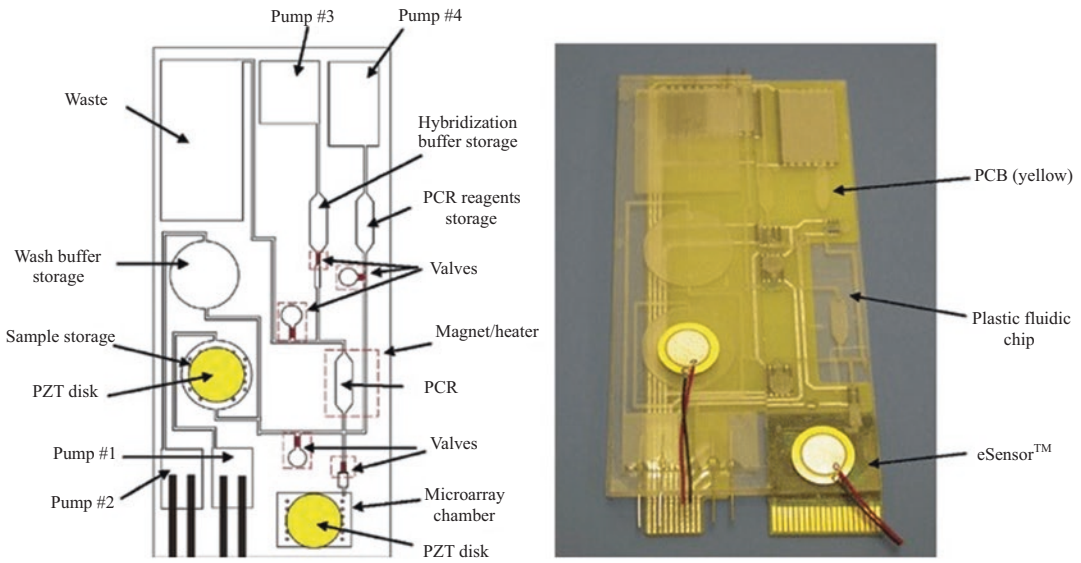 Pump #3
Pump #4
Waste
Hybridization
buffer storage
PCR reagents
storage
Wash buffer
storage
Valves
Sample storage
Magnet/heater
PZT disk
PCR
Pump #1
Valves
Pump #2
Microarray
chamber
PZT disk
PCB (yellow)
Plastic fluidic
chip
eSensor™